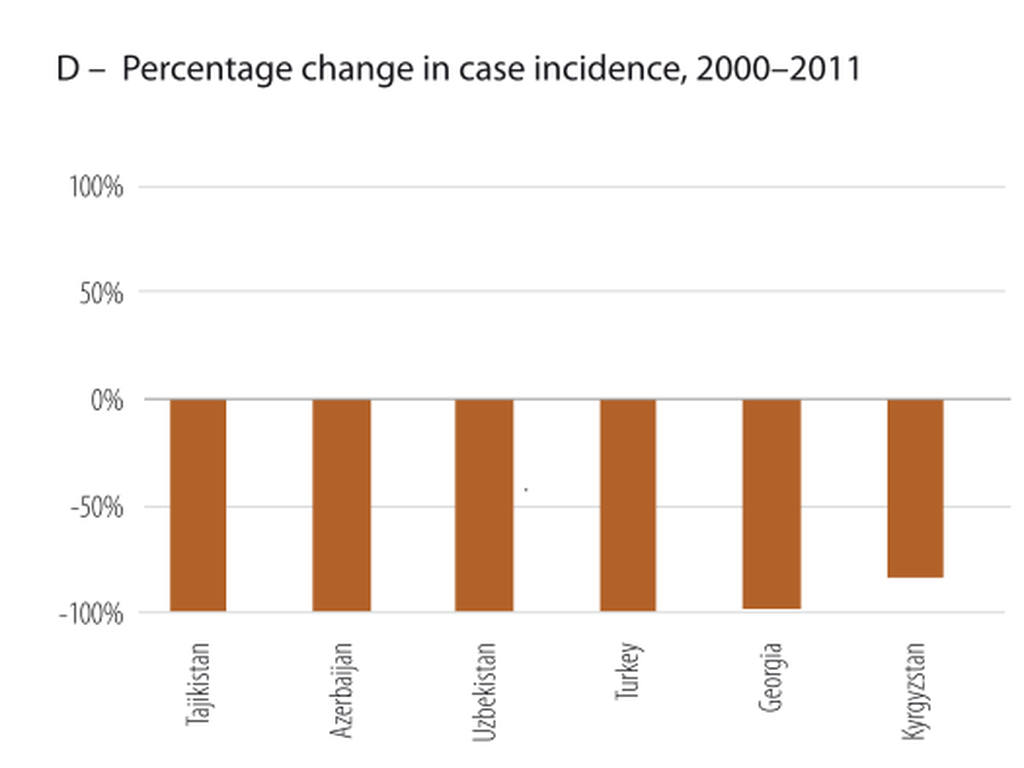 D – Percentage change in case incidence, 2000–2011
100%
50%
0%
-50%
-100%
Tajikistan
Azerbaijan
Uzbekistan
Turkey
Georgia
Kyrgyzstan